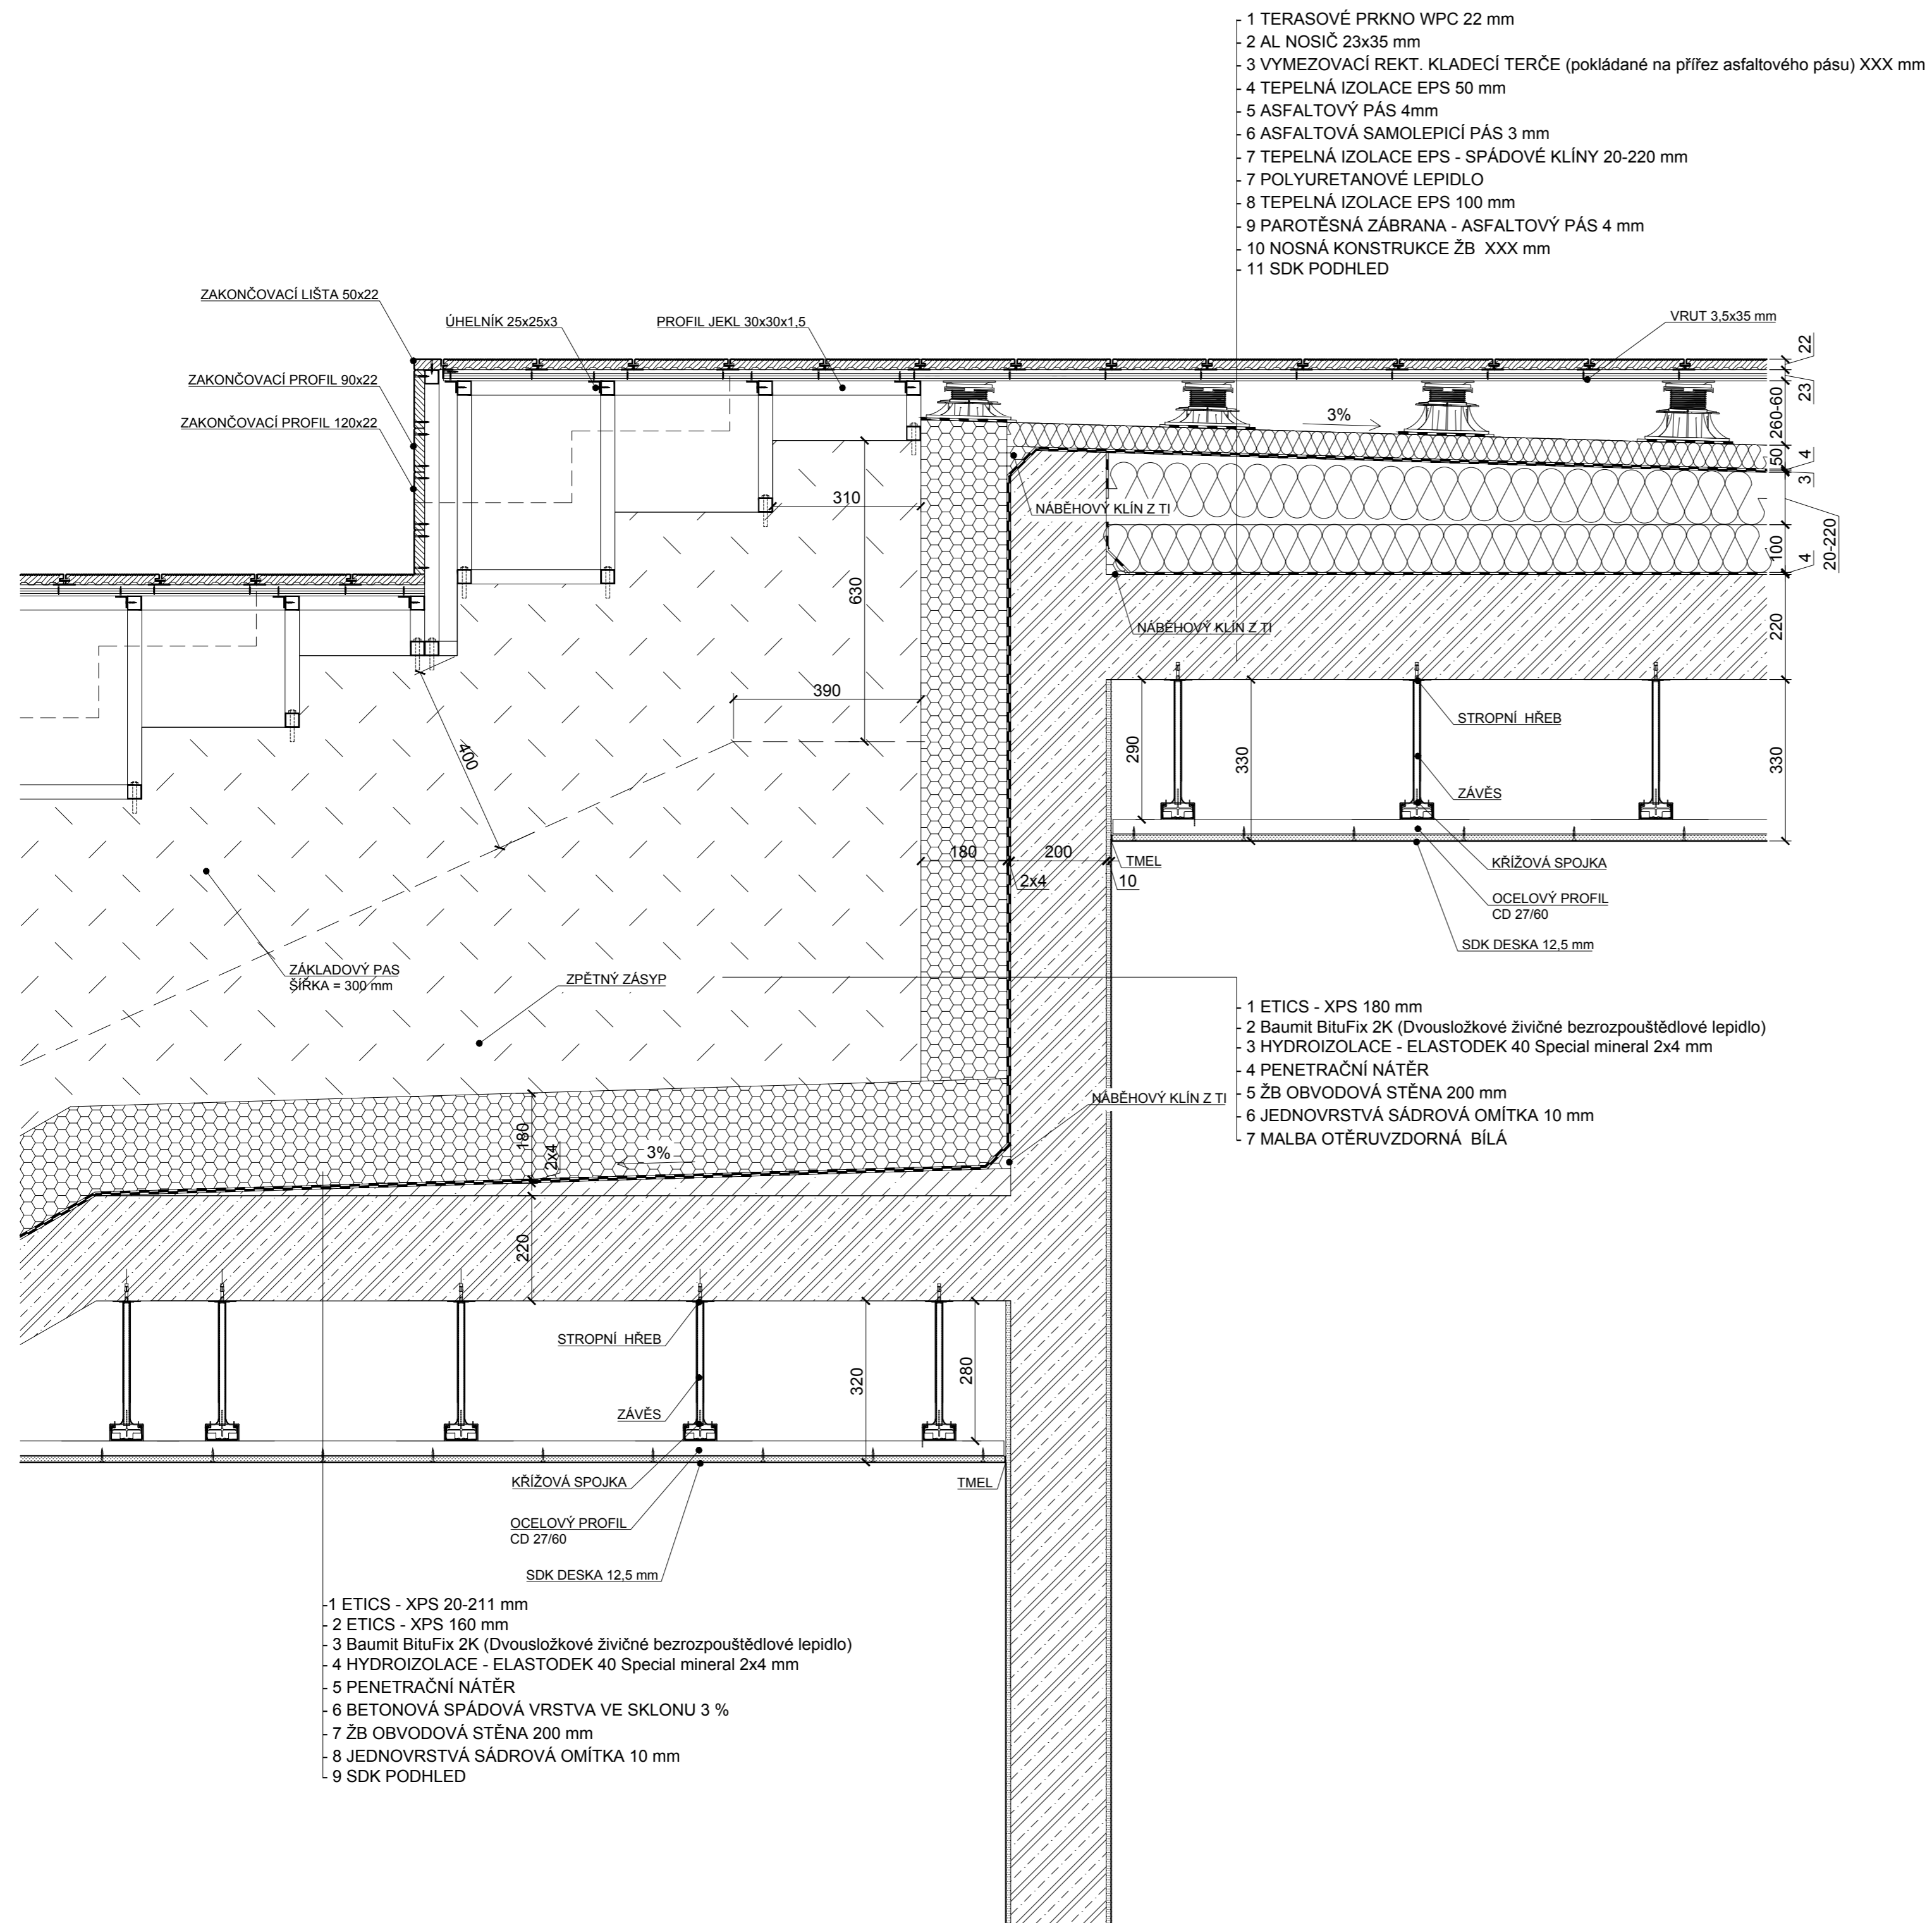 - 1 TERASOVÉ PRKNO WPC 22 mm
- 2 AL NOSIČ 23x35 mm
- 3 VYMEZOVACÍ REKT. KLADECÍ TERČE (pokládané na přířez asfaltového pásu) XXX mm
- 4 TEPELNÁ IZOLACE EPS 50 mm
- 5 ASFALTOVÝ PÁS 4mm
- 6 ASFALTOVÁ SAMOLEPICÍ PÁS 3 mm
- 7 TEPELNÁ IZOLACE EPS - SPÁDOVÉ KLÍNY 20-220 mm
- 7 POLYURETANOVÉ LEPIDLO
- 8 TEPELNÁ IZOLACE EPS 100 mm
- 9 PAROTĚSNÁ ZÁBRANA - ASFALTOVÝ PÁS 4 mm
- 10 NOSNÁ KONSTRUKCE ŽB XXX mm
- 11 SDK PODHLED
ZAKONČOVACÍ LIŠTA 50x22
ÚHELNÍK 25x25x3
PROFIL JEKL 30x30x1,5
VRUT 3,5x35 mm
ZAKONČOVACÍ PROFIL 90x22
ZAKONČOVACÍ PROFIL 120x22
22
23
260-60
50
4
3
20-220
100
4
220
330
3%
310
630
390
400
NÁBĚHOVÝ KLÍN Z TI
NÁBĚHOVÝ KLÍN Z TI
STROPNÍ HŘEB
290
330
ZÁVĚS
180
200
2x4
TMEL
10
KŘÍŽOVÁ SPOJKA
OCELOVÝ PROFIL
CD 27/60
SDK DESKA 12,5 mm
ZÁKLADOVÝ PAS
ŠÍŘKA = 300 mm
ZPĚTNÝ ZÁSYP
- 1 ETICS - XPS 180 mm
- 2 Baumit BituFix 2K (Dvousložkové živičné bezrozpouštědlové lepidlo)
- 3 HYDROIZOLACE - ELASTODEK 40 Special mineral 2x4 mm
- 4 PENETRAČNÍ NÁTĚR
- 5 ŽB OBVODOVÁ STĚNA 200 mm
- 6 JEDNOVRSTVÁ SÁDROVÁ OMÍTKA 10 mm
- 7 MALBA OTĚRUVZDORNÁ BÍLÁ
NÁBĚHOVÝ KLÍN Z TI
180
2x4
3%
220
STROPNÍ HŘEB
320
280
ZÁVĚS
KŘÍŽOVÁ SPOJKA
TMEL
OCELOVÝ PROFIL
CD 27/60
SDK DESKA 12,5 mm
-1 ETICS - XPS 20-211 mm
- 2 ETICS - XPS 160 mm
- 3 Baumit BituFix 2K (Dvousložkové živičné bezrozpouštědlové lepidlo)
- 4 HYDROIZOLACE - ELASTODEK 40 Special mineral 2x4 mm
- 5 PENETRAČNÍ NÁTĚR
- 6 BETONOVÁ SPÁDOVÁ VRSTVA VE SKLONU 3 %
- 7 ŽB OBVODOVÁ STĚNA 200 mm
- 8 JEDNOVRSTVÁ SÁDROVÁ OMÍTKA 10 mm
- 9 SDK PODHLED